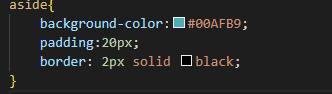 aside{
background-color:#00AFB9;
padding:20px;
border: 2px solid black;
}